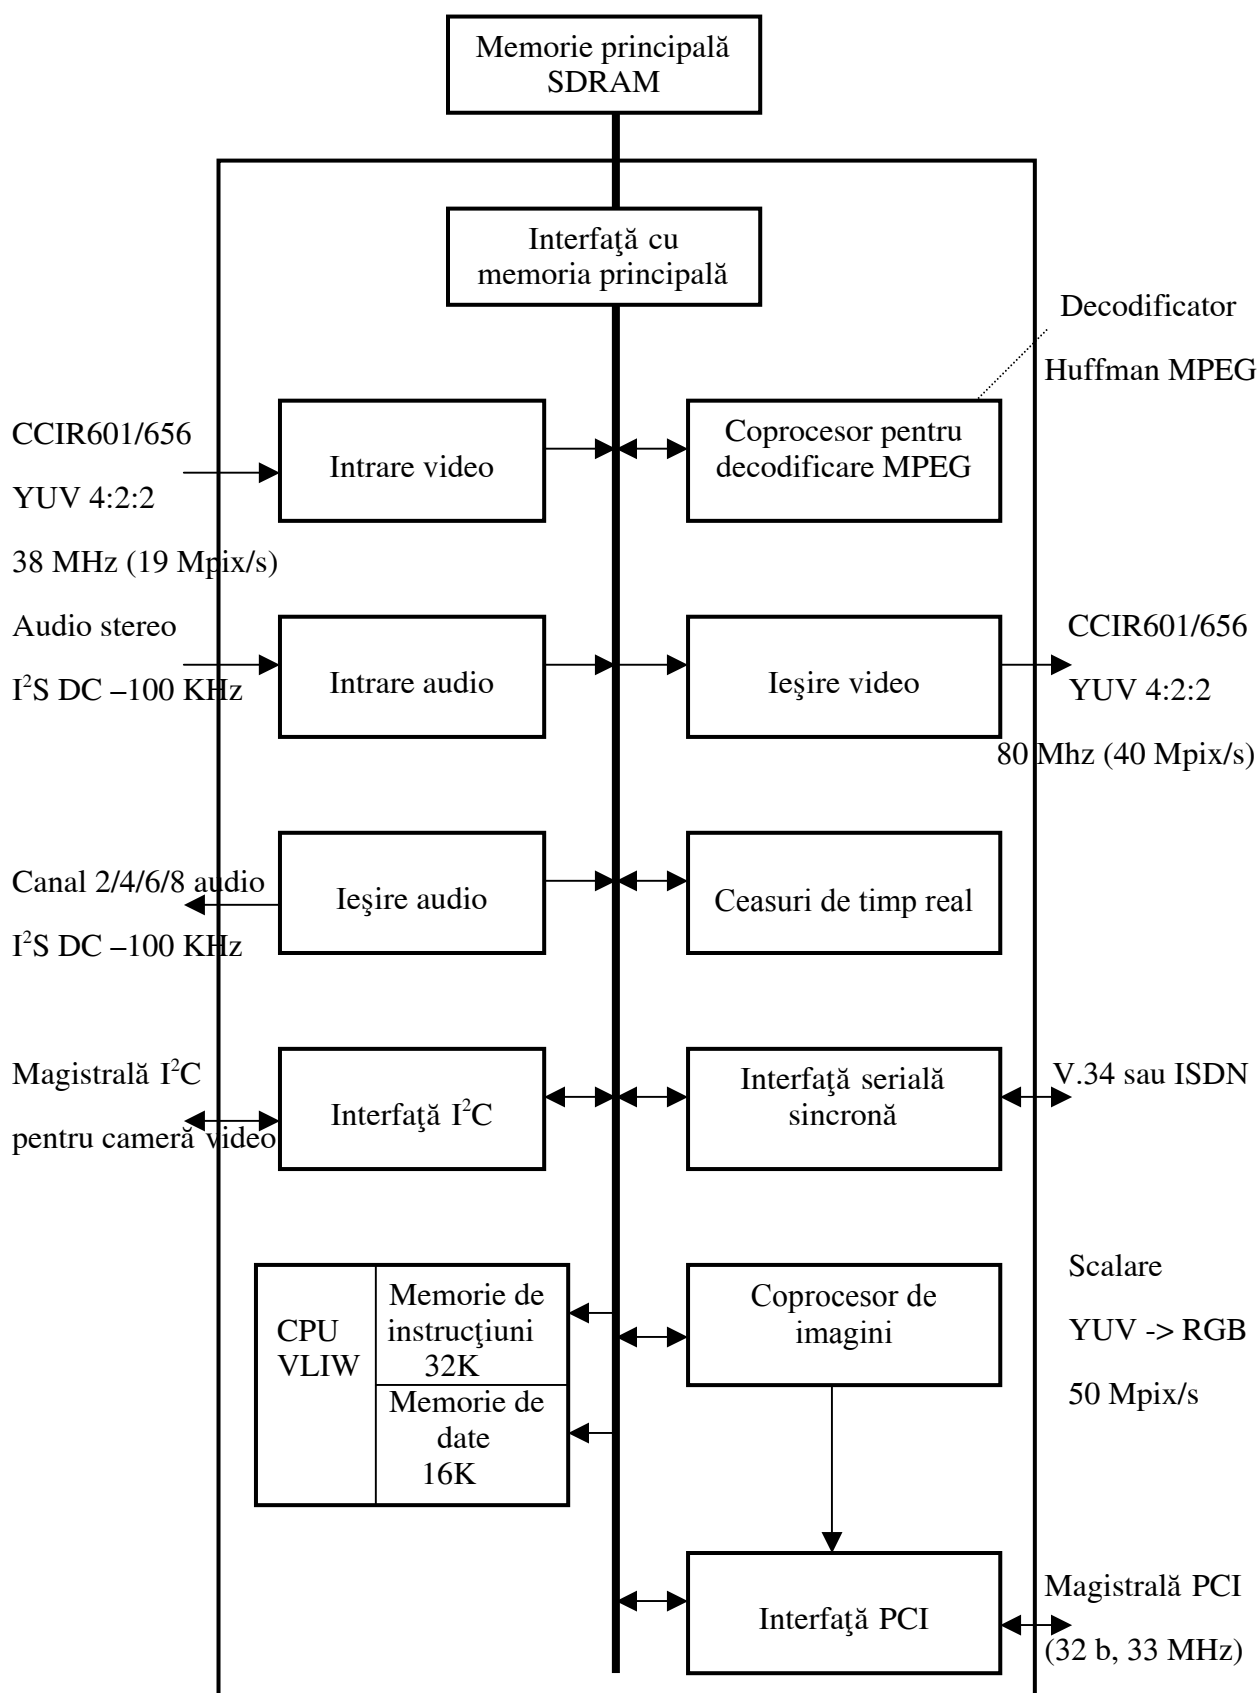 Memorie principală
SDRAM
Interfaţă cu
memoria principală
Decodificator
Huffman MPEG
CCIR601/656
YUV 4:2:2
38 MHz (19 Mpix/s)
Intrare video
Coprocesor pentru
decodificare MPEG
Audio stereo
I²S DC –100 KHz
Intrare audio
Ieşire video
CCIR601/656
YUV 4:2:2
80 Mhz (40 Mpix/s)
Canal 2/4/6/8 audio
I²S DC –100 KHz
Ieşire audio
Ceasuri de timp real
Magistrală I²C
pentru cameră video
Interfaţă I²C
Interfaţă serială
sincronă
V.34 sau ISDN
CPU
VLIW
Memorie de
instrucţiuni
32K
Memorie de
date
16K
Coprocesor de
imagini
Scalare
YUV -> RGB
50 Mpix/s
Interfaţă PCI
Magistrală PCI
(32 b, 33 MHz)